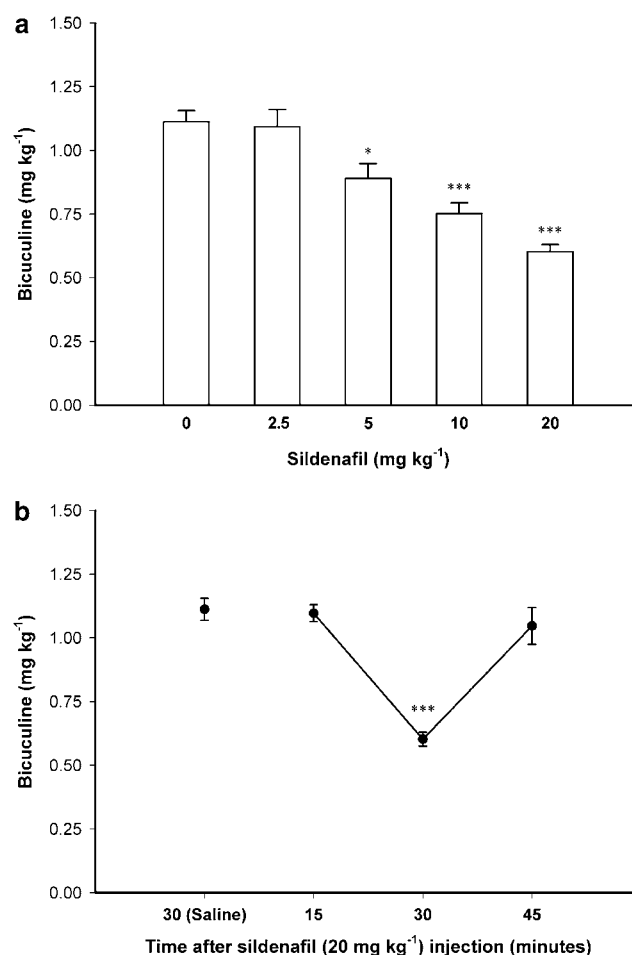 a
1.50
1.25
1.00
0.75
0.50
0.25
0.00
Bicuculine (mg kg⁻¹)
*
***
***
0 2.5 5 10 20
Sildenafil (mg kg⁻¹)
b
1.50
1.25
1.00
0.75
0.50
0.25
0.00
Bicuculine (mg kg⁻¹)
***
30 (Saline) 15 30 45
Time after sildenafil (20 mg kg⁻¹) injection (minutes)